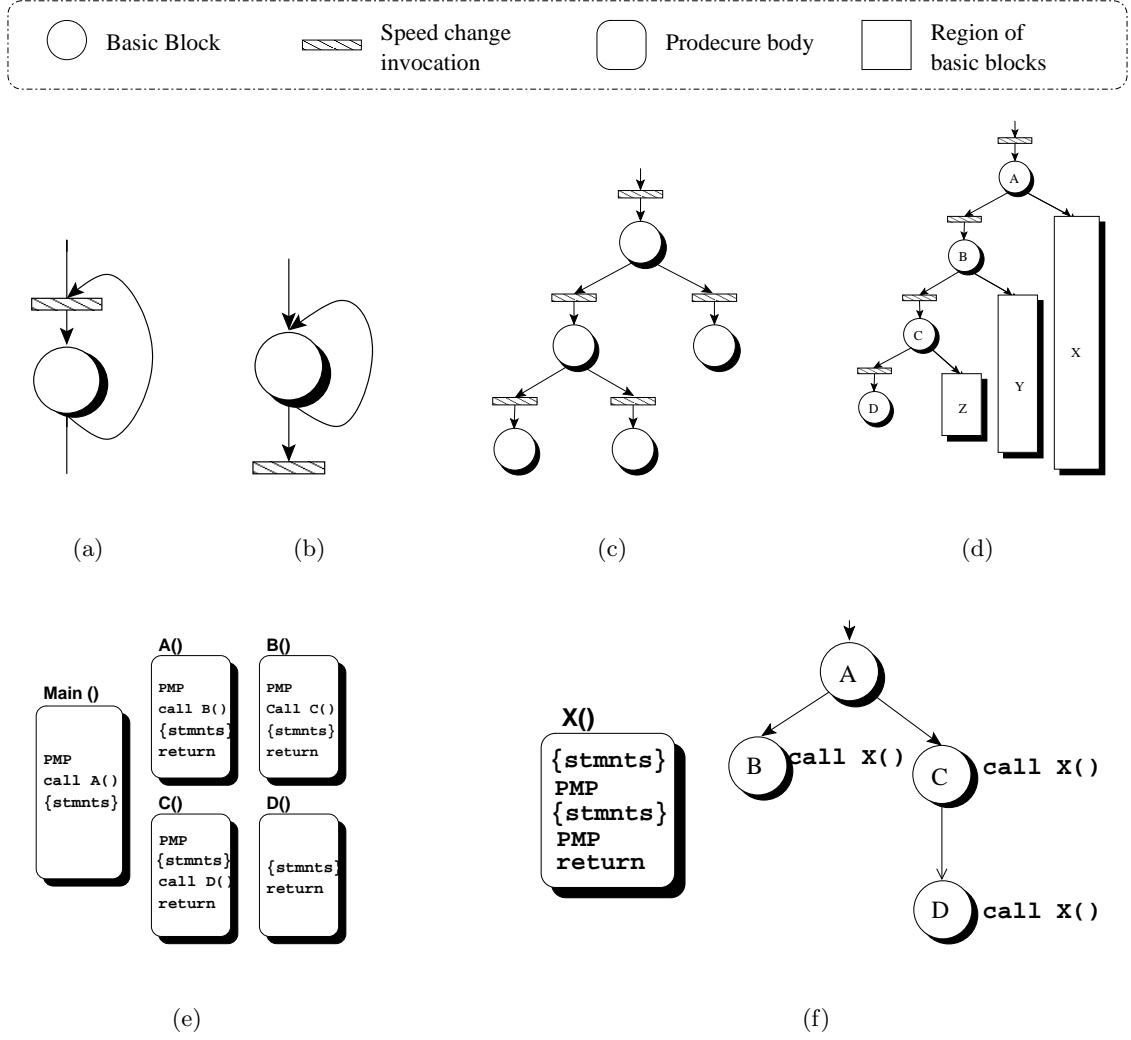 Basic Block
Speed change
invocation
Prodecure body
Region of
basic blocks
A
B
C
D
Z
Y
X
(a)
(b)
(c)
(d)
Main ()
PMP
call A()
{stmnts}
A()
PMP
call B()
{stmnts}
return
B()
PMP
Call C()
{stmnts}
return
C()
PMP
{stmnts}
call D()
return
D()
{stmnts}
return
X()
{stmnts}
PMP
{stmnts}
PMP
return
A
B call X()
C call X()
D call X()
(e)
(f)